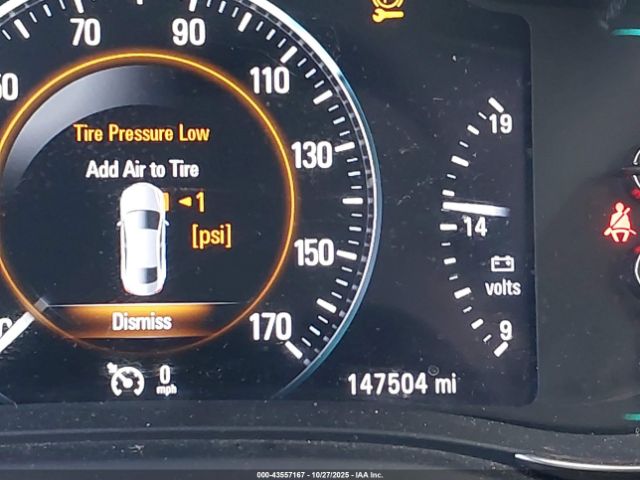 70
90
110
130
150
170
Tire Pressure Low
Add Air to Tire
◄1
[psi]
Dismiss
0
mph
19
14
volts
9
147504 mi
000-43557167 - 10/27/2025 - IAA Inc.